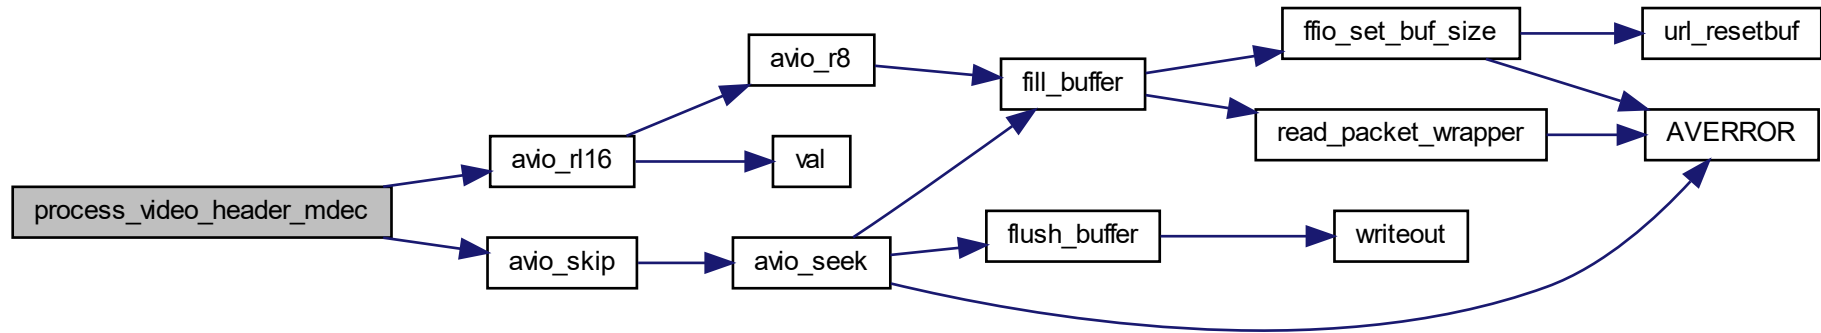 process_video_header_mdec
avio_rl16
avio_skip
avio_r8
val
avio_seek
fill_buffer
flush_buffer
ffio_set_buf_size
read_packet_wrapper
writeout
url_resetbuf
AVERROR